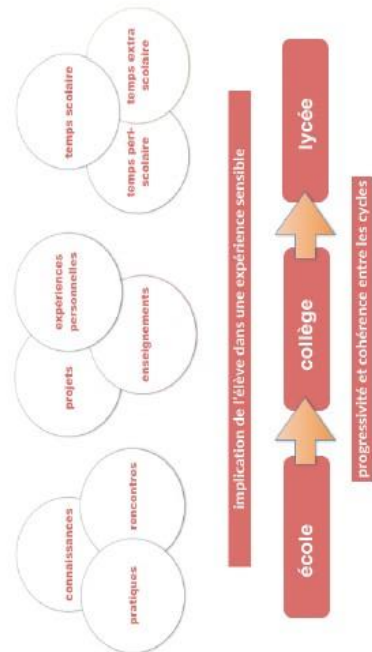 connaissances
pratiques
rencontres
projets
expériences
personnelles
enseignements
temps scolaire
temps péri-
scolaire
temps extra
scolaire
implication de l'élève dans une expérience sensible
école
collège
lycée
progressivité et cohérence entre les cycles